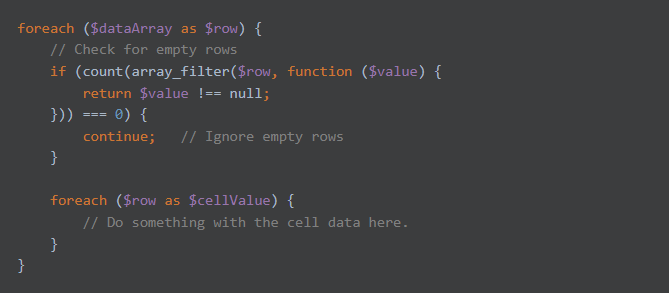 foreach ($dataArray as $row) {
    // Check for empty rows
    if (count(array_filter($row, function ($value) {
        return $value !== null;
    })) === 0) {
        continue;   // Ignore empty rows
    }

    foreach ($row as $cellValue) {
        // Do something with the cell data here.
    }
}